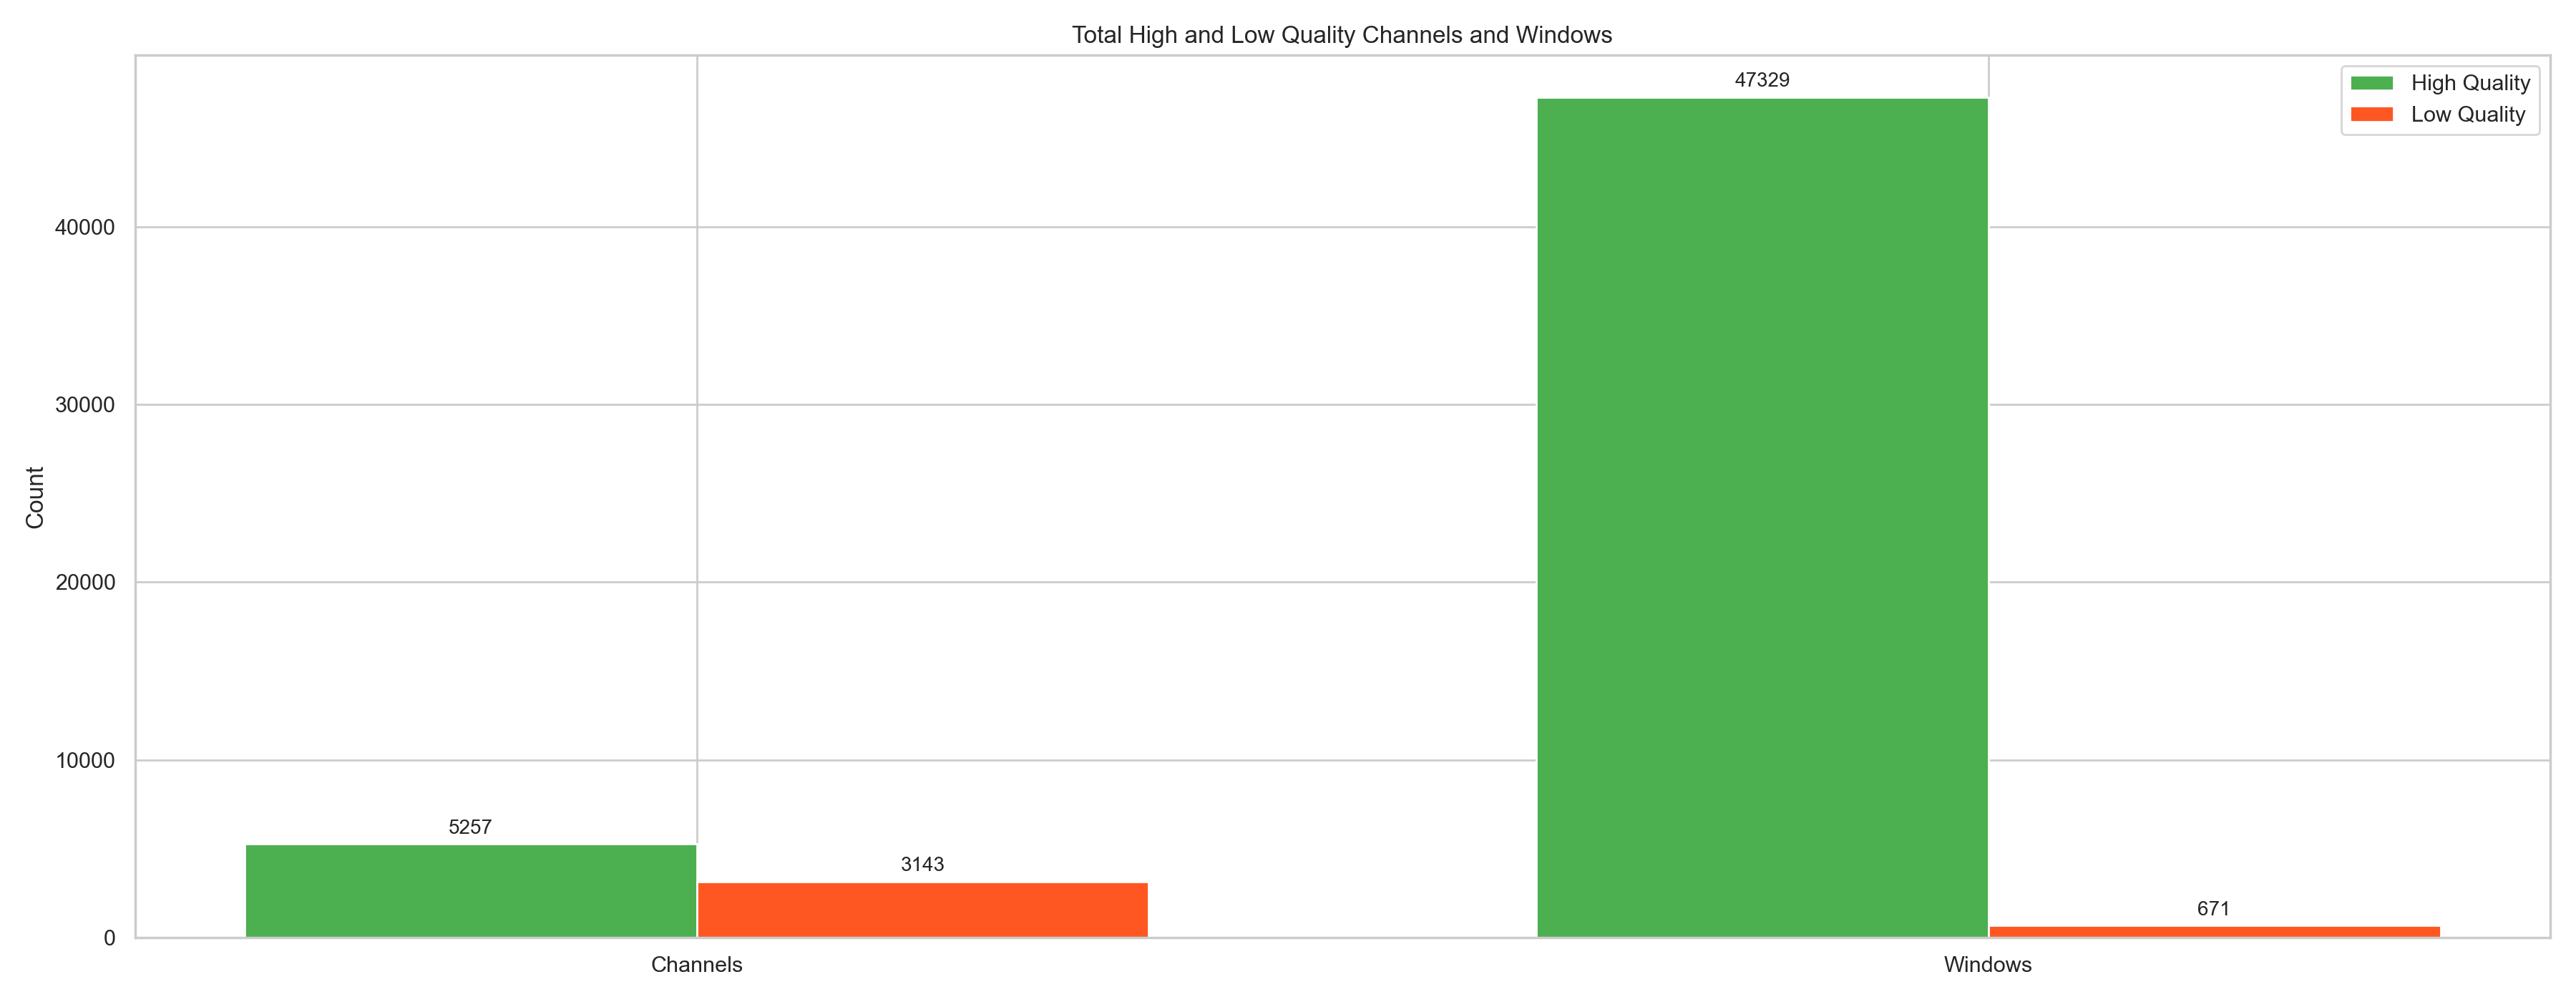 Total High and Low Quality Channels and Windows
High Quality
Low Quality
47329
40000
30000
Count
20000
10000
5257
3143
671
0
Channels
Windows